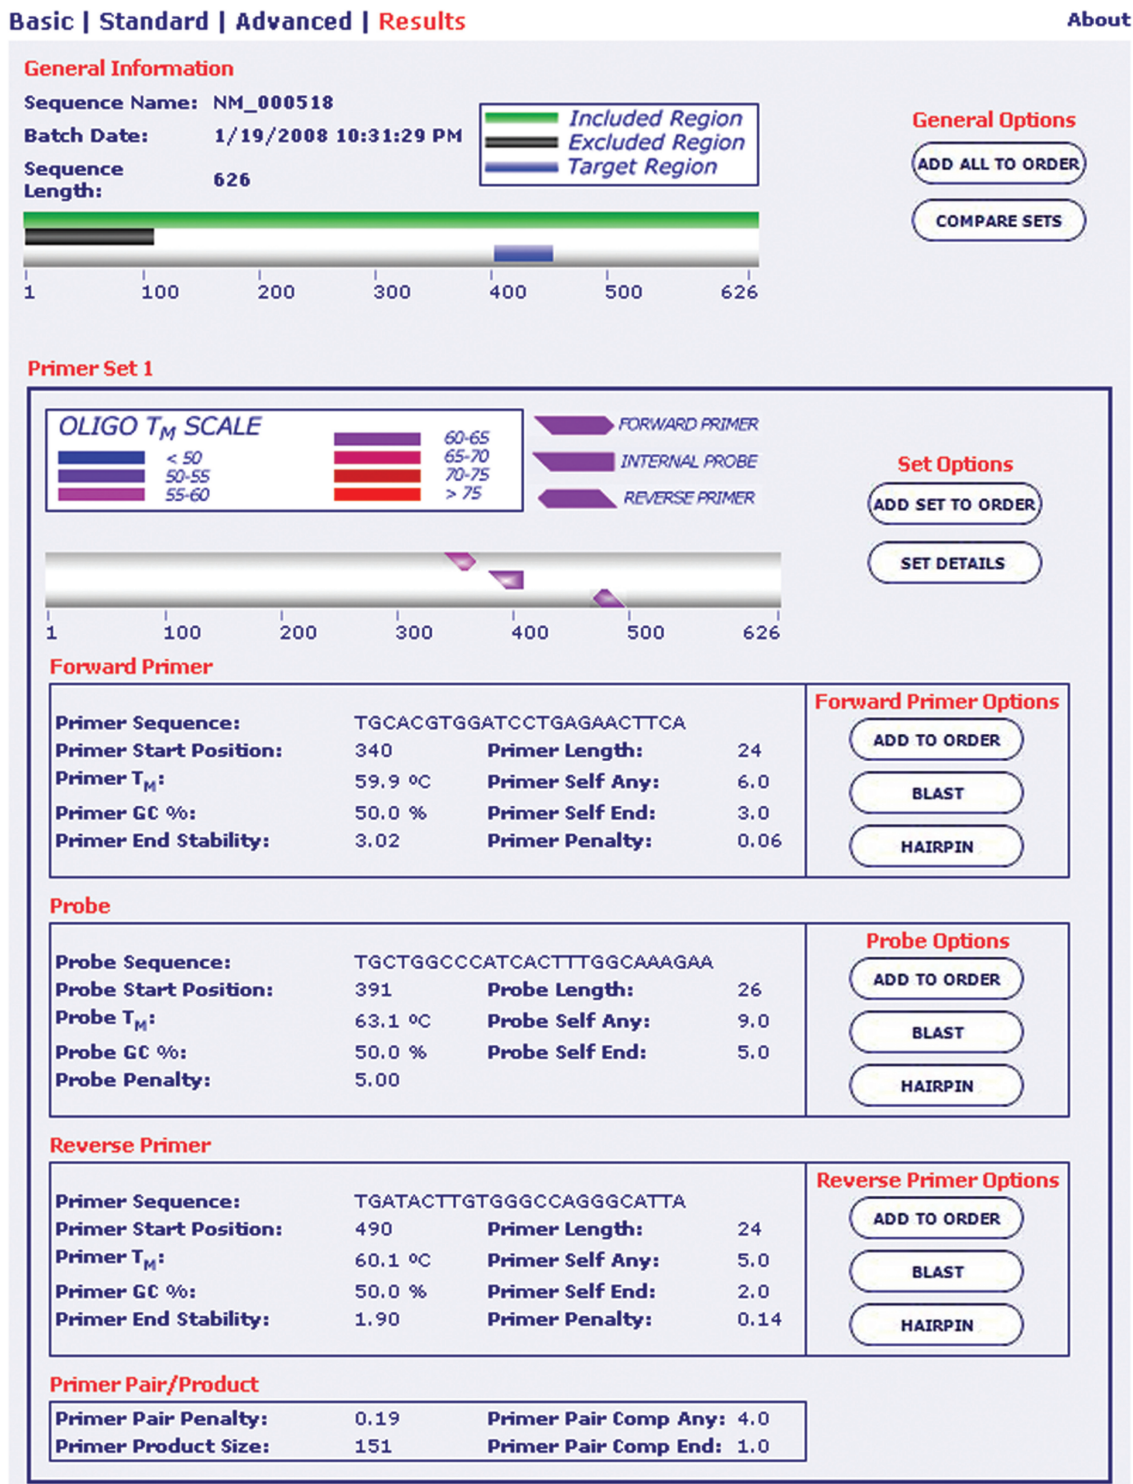 Basic | Standard | Advanced | Results About
General Information
Sequence Name: NM_000518
Batch Date: 1/19/2008 10:31:29 PM
Sequence Length: 626
Included Region
Excluded Region
Target Region
General Options
ADD ALL TO ORDER
COMPARE SETS
1 100 200 300 400 500 626
Primer Set 1
OLIGO TM SCALE
< 50
50-55
55-60
60-65
65-70
70-75
> 75
FORWARD PRIMER
INTERNAL PROBE
REVERSE PRIMER
Set Options
ADD SET TO ORDER
SET DETAILS
1 100 200 300 400 500 626
Forward Primer
Primer Sequence: TGCACGTGGATCCTGAGAACTTCA
Primer Start Position: 340 Primer Length: 24
Primer TM: 59.9 ºC Primer Self Any: 6.0
Primer GC %: 50.0 % Primer Self End: 3.0
Primer End Stability: 3.02 Primer Penalty: 0.06
Forward Primer Options
ADD TO ORDER
BLAST
HAIRPIN
Probe
Probe Sequence: TGCTGGCCCATCACTTTGGCAAAGAA
Probe Start Position: 391 Probe Length: 26
Probe TM: 63.1 ºC Probe Self Any: 9.0
Probe GC %: 50.0 % Probe Self End: 5.0
Probe Penalty: 5.00
Probe Options
ADD TO ORDER
BLAST
HAIRPIN
Reverse Primer
Primer Sequence: TGATACTTGTGGGCCAGGGCATTA
Primer Start Position: 490 Primer Length: 24
Primer TM: 60.1 ºC Primer Self Any: 5.0
Primer GC %: 50.0 % Primer Self End: 2.0
Primer End Stability: 1.90 Primer Penalty: 0.14
Reverse Primer Options
ADD TO ORDER
BLAST
HAIRPIN
Primer Pair/Product
Primer Pair Penalty: 0.19 Primer Pair Comp Any: 4.0
Primer Product Size: 151 Primer Pair Comp End: 1.0